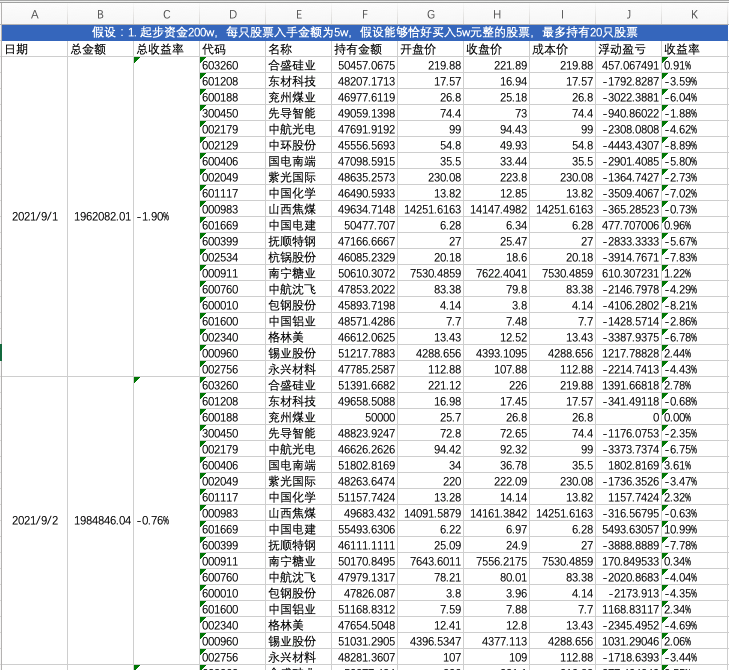 A B C D E F G H I J K
假设：1. 起步资金200w，每只股票入手金额为5w，假设能够恰好买入5w元整的股票，最多持有20只股票
日期 总金额 总收益率 代码 名称 持有金额 开盘价 收盘价 成本价 浮动盈亏 收益率
603260 合盛硅业 50457.0675 219.88 221.89 219.88 457.067491 0.91%
601208 东材科技 48207.1713 17.57 16.94 17.57 -1792.8287 -3.59%
600188 兖州煤业 46977.6119 26.8 25.18 26.8 -3022.3881 -6.04%
300450 先导智能 49059.1398 74.4 73 74.4 -940.86022 -1.88%
002179 中航光电 47691.9192 99 94.43 99 -2308.0808 -4.62%
002129 中环股份 45556.5693 54.8 49.93 54.8 -4443.4307 -8.89%
600406 国电南端 47098.5915 35.5 33.44 35.5 -2901.4085 -5.80%
002049 紫光国际 48635.2573 230.08 223.8 230.08 -1364.7427 -2.73%
601117 中国化学 46490.5933 13.82 12.85 13.82 -3509.4067 -7.02%
2021/9/1 1962082.01 -1.90% 000983 山西焦煤 49634.7148 14251.6163 14147.4982 14251.6163 -365.28523 -0.73%
601669 中国电建 50477.707 6.28 6.34 6.28 477.707006 0.96%
600399 抚顺特钢 47166.6667 27 25.47 27 -2833.3333 -5.67%
002534 杭锅股份 46085.2329 20.18 18.6 20.18 -3914.7671 -7.83%
000911 南宁糖业 50610.3072 7530.4859 7622.4041 7530.4859 610.307231 1.22%
600760 中航沈飞 47853.2022 83.38 79.8 83.38 -2146.7978 -4.29%
600010 包钢股份 45893.7198 4.14 3.8 4.14 -4106.2802 -8.21%
601600 中国铝业 48571.4286 7.7 7.48 7.7 -1428.5714 -2.86%
002340 格林美 46612.0625 13.43 12.52 13.43 -3387.9375 -6.78%
000960 锡业股份 51217.7883 4288.656 4393.1095 4288.656 1217.78828 2.44%
002756 永兴材料 47785.2587 112.88 107.88 112.88 -2214.7413 -4.43%
603260 合盛硅业 51391.6682 221.12 226 219.88 1391.66818 2.78%
601208 东材科技 49658.5088 16.98 17.45 17.57 -341.49118 -0.68%
600188 兖州煤业 50000 25.7 26.8 26.8 0 0.00%
300450 先导智能 48823.9247 72.8 72.65 74.4 -1176.0753 -2.35%
002179 中航光电 46626.2626 94.42 92.32 99 -3373.7374 -6.75%
600406 国电南端 51802.8169 34 36.78 35.5 1802.8169 3.61%
002049 紫光国际 48263.6474 220 222.09 230.08 -1736.3526 -3.47%
601117 中国化学 51157.7424 13.28 14.14 13.82 1157.7424 2.32%
000983 山西焦煤 49683.432 14091.5879 14161.3842 14251.6163 -316.56795 -0.63%
2021/9/2 1984846.04 -0.76% 601669 中国电建 55493.6306 6.22 6.97 6.28 5493.63057 10.99%
600399 抚顺特钢 46111.1111 25.09 24.9 27 -3888.8889 -7.78%
000911 南宁糖业 50170.8495 7643.6011 7556.2175 7530.4859 170.849533 0.34%
600760 中航沈飞 47979.1317 78.21 80.01 83.38 -2020.8683 -4.04%
600010 包钢股份 47826.087 3.8 3.96 4.14 -2173.913 -4.35%
601600 中国铝业 51168.8312 7.59 7.88 7.7 1168.83117 2.34%
002340 格林美 47654.5048 12.41 12.8 13.43 -2345.4952 -4.69%
000960 锡业股份 51031.2905 4396.5347 4377.113 4288.656 1031.29046 2.06%
002756 永兴材料 48281.3607 107 109 112.88 -1718.6393 -3.44%